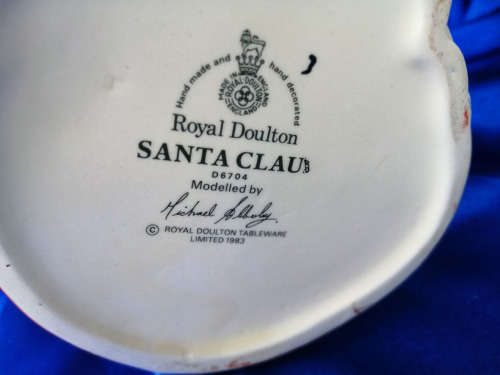 Hand made and hand decorated
MADE IN ENGLAND
ROYAL DOULTON
ENGLAND
Royal Doulton
SANTA CLAUS
D6704
Modelled by
Michael Abberley
© ROYAL DOULTON TABLEWARE
LIMITED 1983